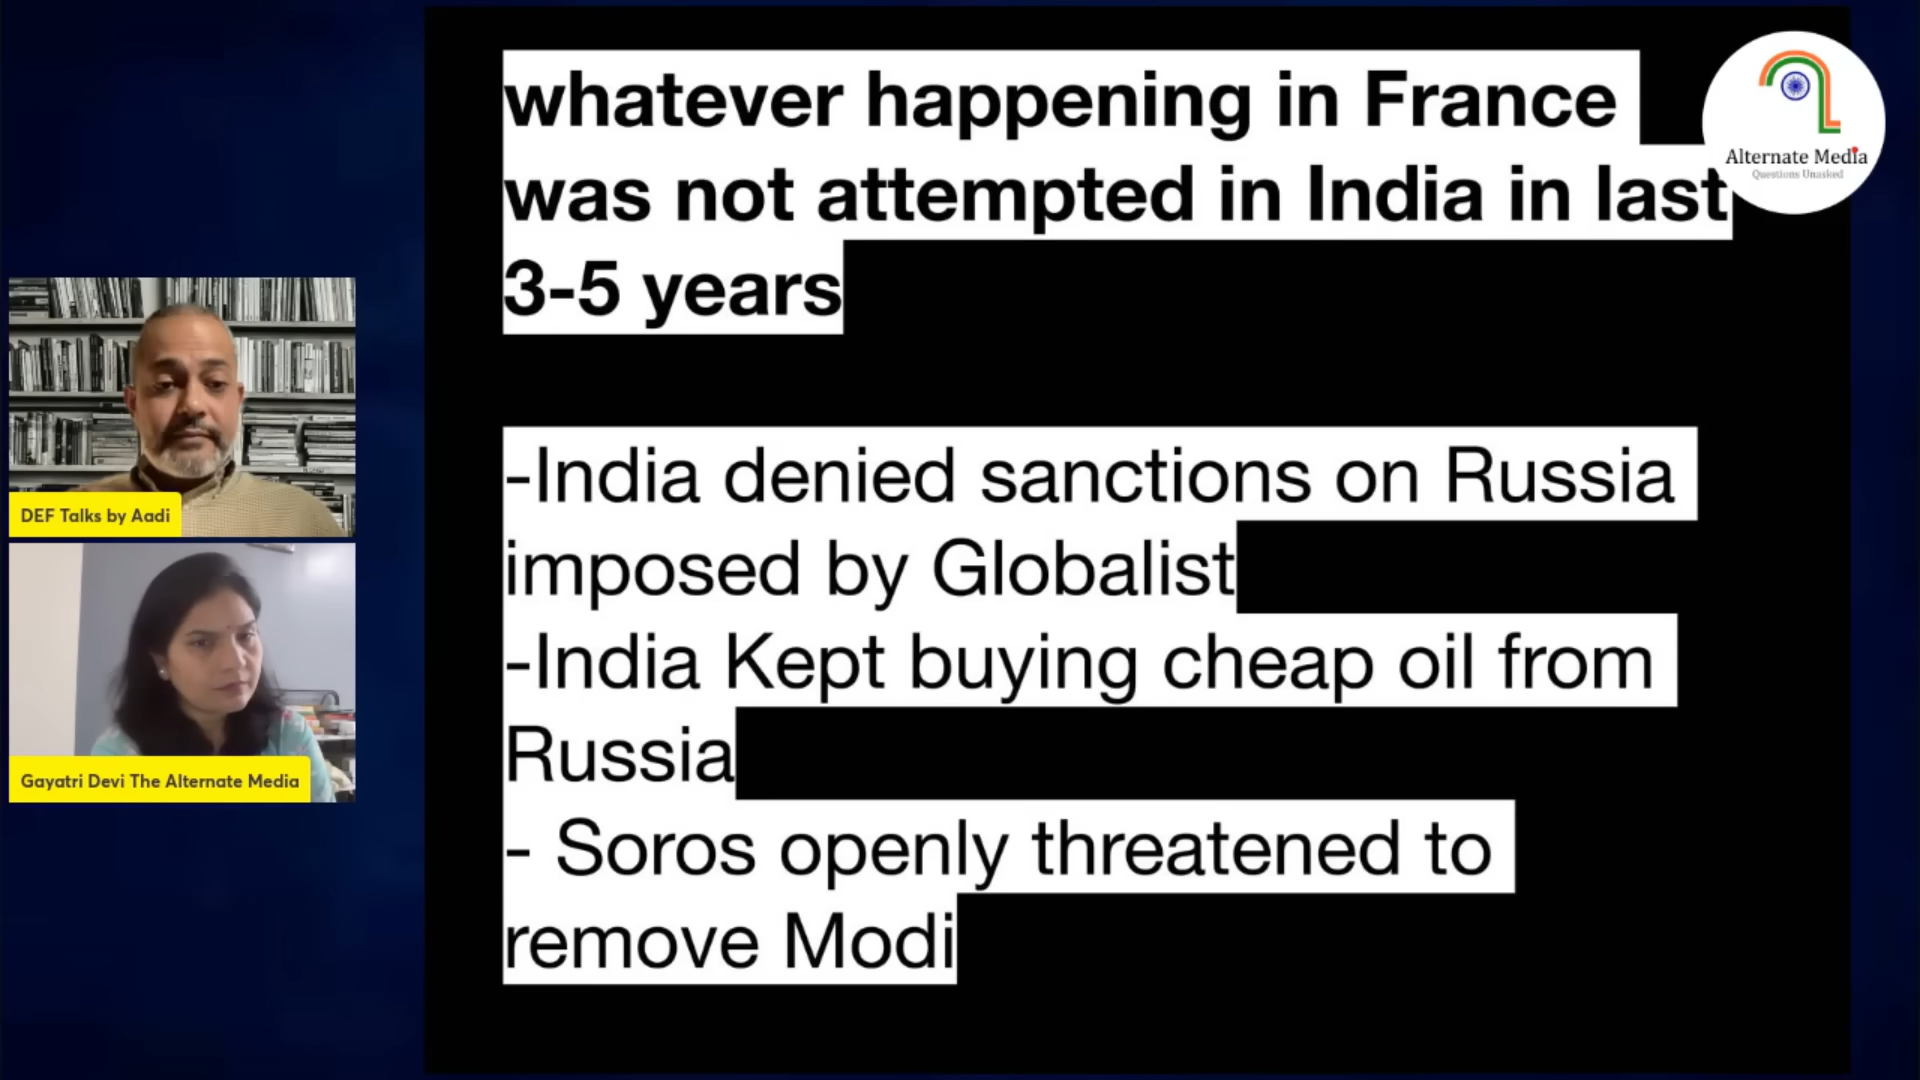 whatever happening in France
was not attempted in India in last
3-5 years
-India denied sanctions on Russia
imposed by Globalist
-India Kept buying cheap oil from
Russia
- Soros openly threatened to
remove Modi
Alternate Media
Questions Unasked
DEF Talks by Aadi
Gayatri Devi The Alternate Media